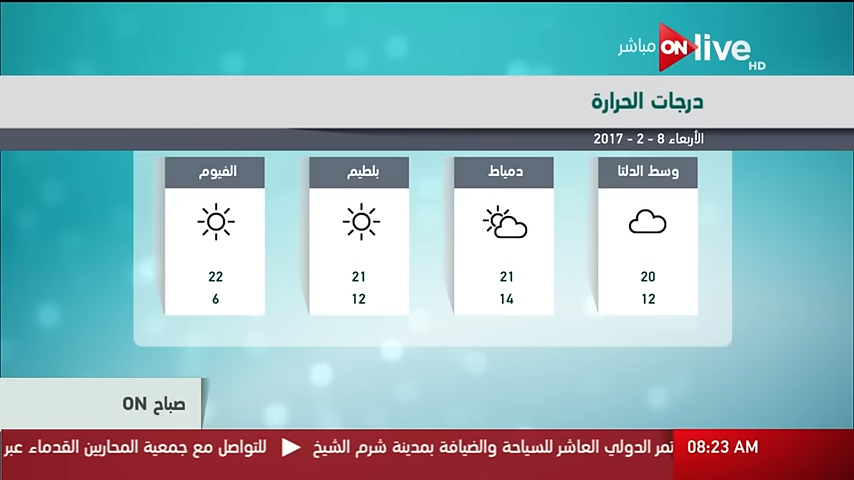 مباشر ON live
HD
درجات الحرارة
الأربعاء 8 - 2 - 2017
وسط الدلتا
20
12
دمياط
21
14
بلطيم
21
12
الفيوم
22
6
صباح ON
08:23 AM
تمر الدولي العاشر للسياحة والضيافة بمدينة شرم الشيخ
للتواصل مع جمعية المحاربين القدماء عبر